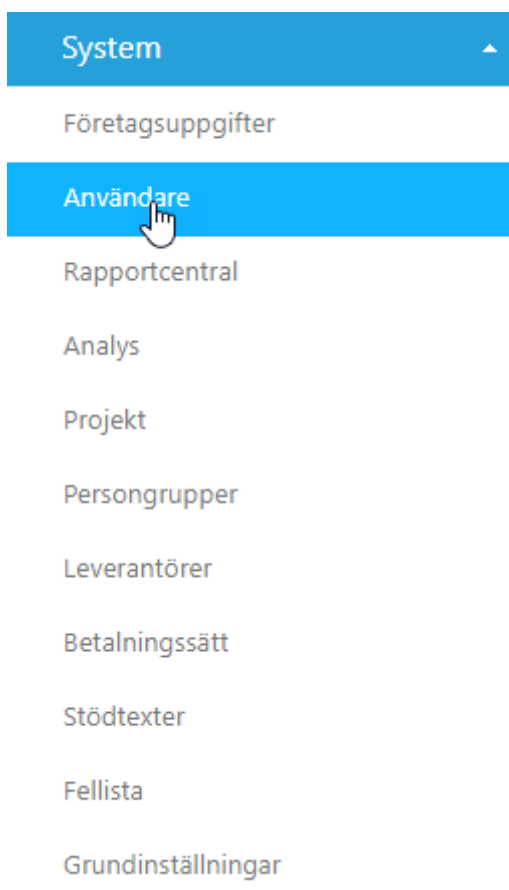 System
Företagsuppgifter
Användare
Rapportcentral
Analys
Projekt
Persongrupper
Leverantörer
Betalningssätt
Stödtexter
Fellista
Grundinställningar